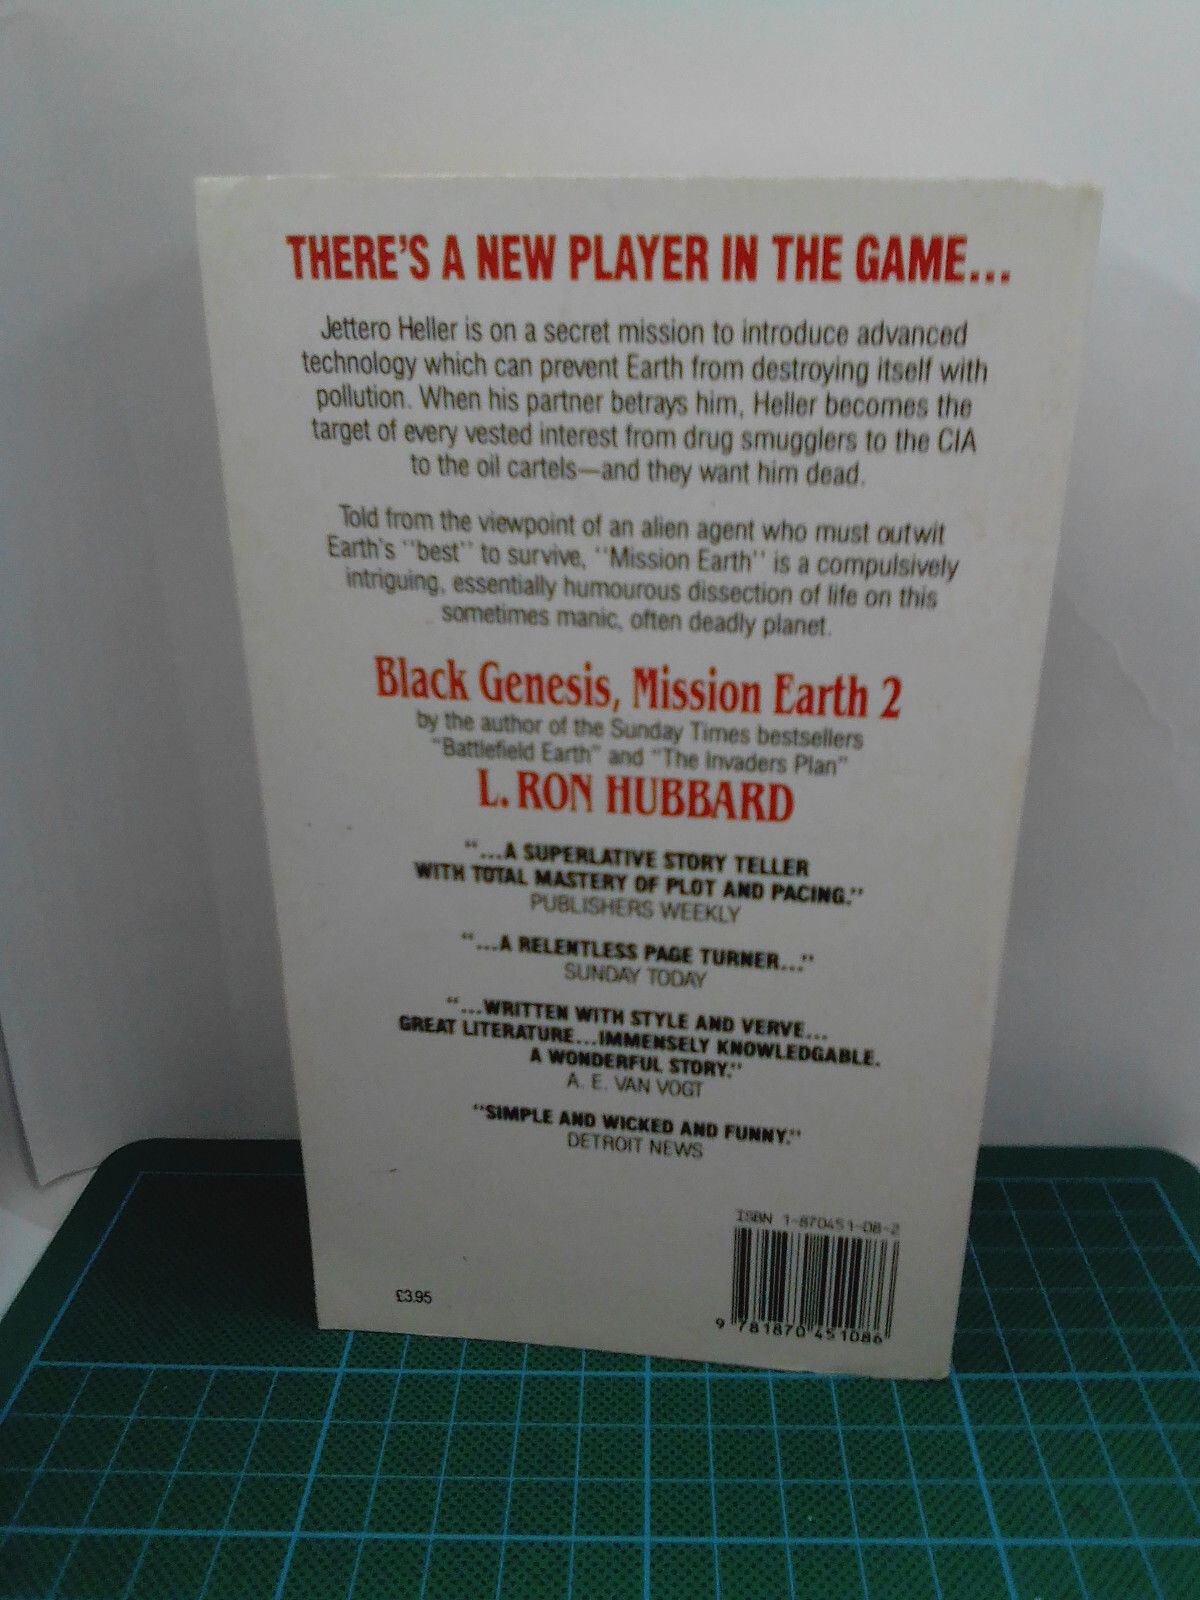 THERE'S A NEW PLAYER IN THE GAME...
Jettero Heller is on a secret mission to introduce advanced
technology which can prevent Earth from destroying itself with
pollution. When his partner betrays him, Heller becomes the
target of every vested interest from drug smugglers to the CIA
to the oil cartels—and they want him dead.
Told from the viewpoint of an alien agent who must outwit
Earth's "best" to survive, "Mission Earth" is a compulsively
intriguing, essentially humourous dissection of life on this
sometimes manic, often deadly planet.
Black Genesis, Mission Earth 2
by the author of the Sunday Times bestsellers
"Battlefield Earth" and "The Invaders Plan"
L. RON HUBBARD
"...A SUPERLATIVE STORY TELLER
WITH TOTAL MASTERY OF PLOT AND PACING."
PUBLISHERS WEEKLY
"...A RELENTLESS PAGE TURNER..."
SUNDAY TODAY
"...WRITTEN WITH STYLE AND VERVE...
GREAT LITERATURE...IMMENSELY KNOWLEDGABLE.
A WONDERFUL STORY."
A. E. VAN VOGT
"SIMPLE AND WICKED AND FUNNY."
DETROIT NEWS
ISBN 1-870451-08-2
£3.95
9 781870 451086